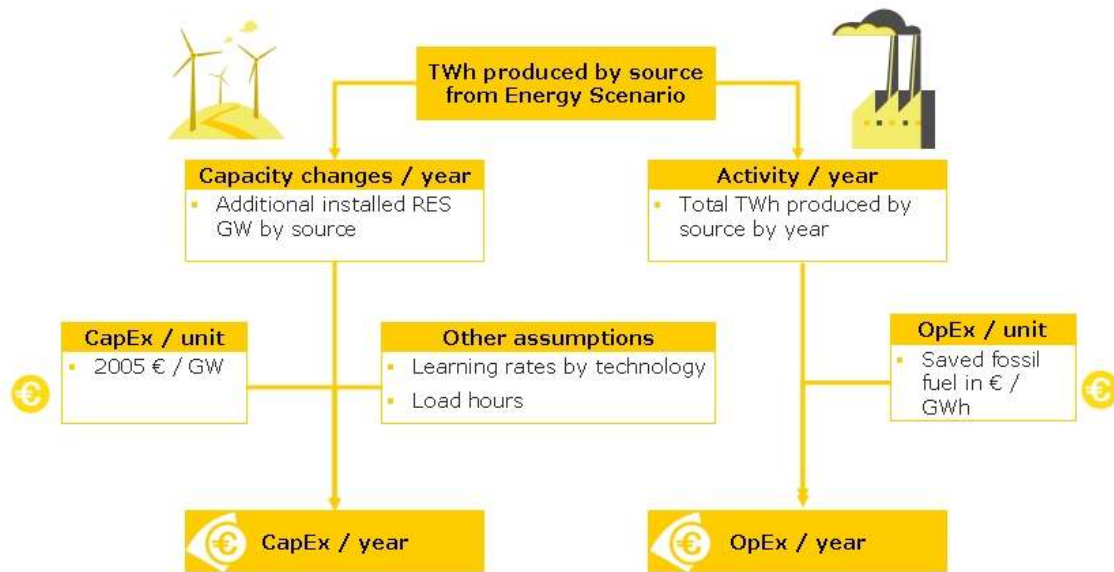 TWh produced by source
from Energy Scenario
Capacity changes / year
▪ Additional installed RES
GW by source
Activity / year
▪ Total TWh produced by
source by year
CapEx / unit
▪ 2005 € / GW
Other assumptions
▪ Learning rates by technology
▪ Load hours
OpEx / unit
▪ Saved fossil
fuel in € /
GWh
€
€
€ CapEx / year
€ OpEx / year